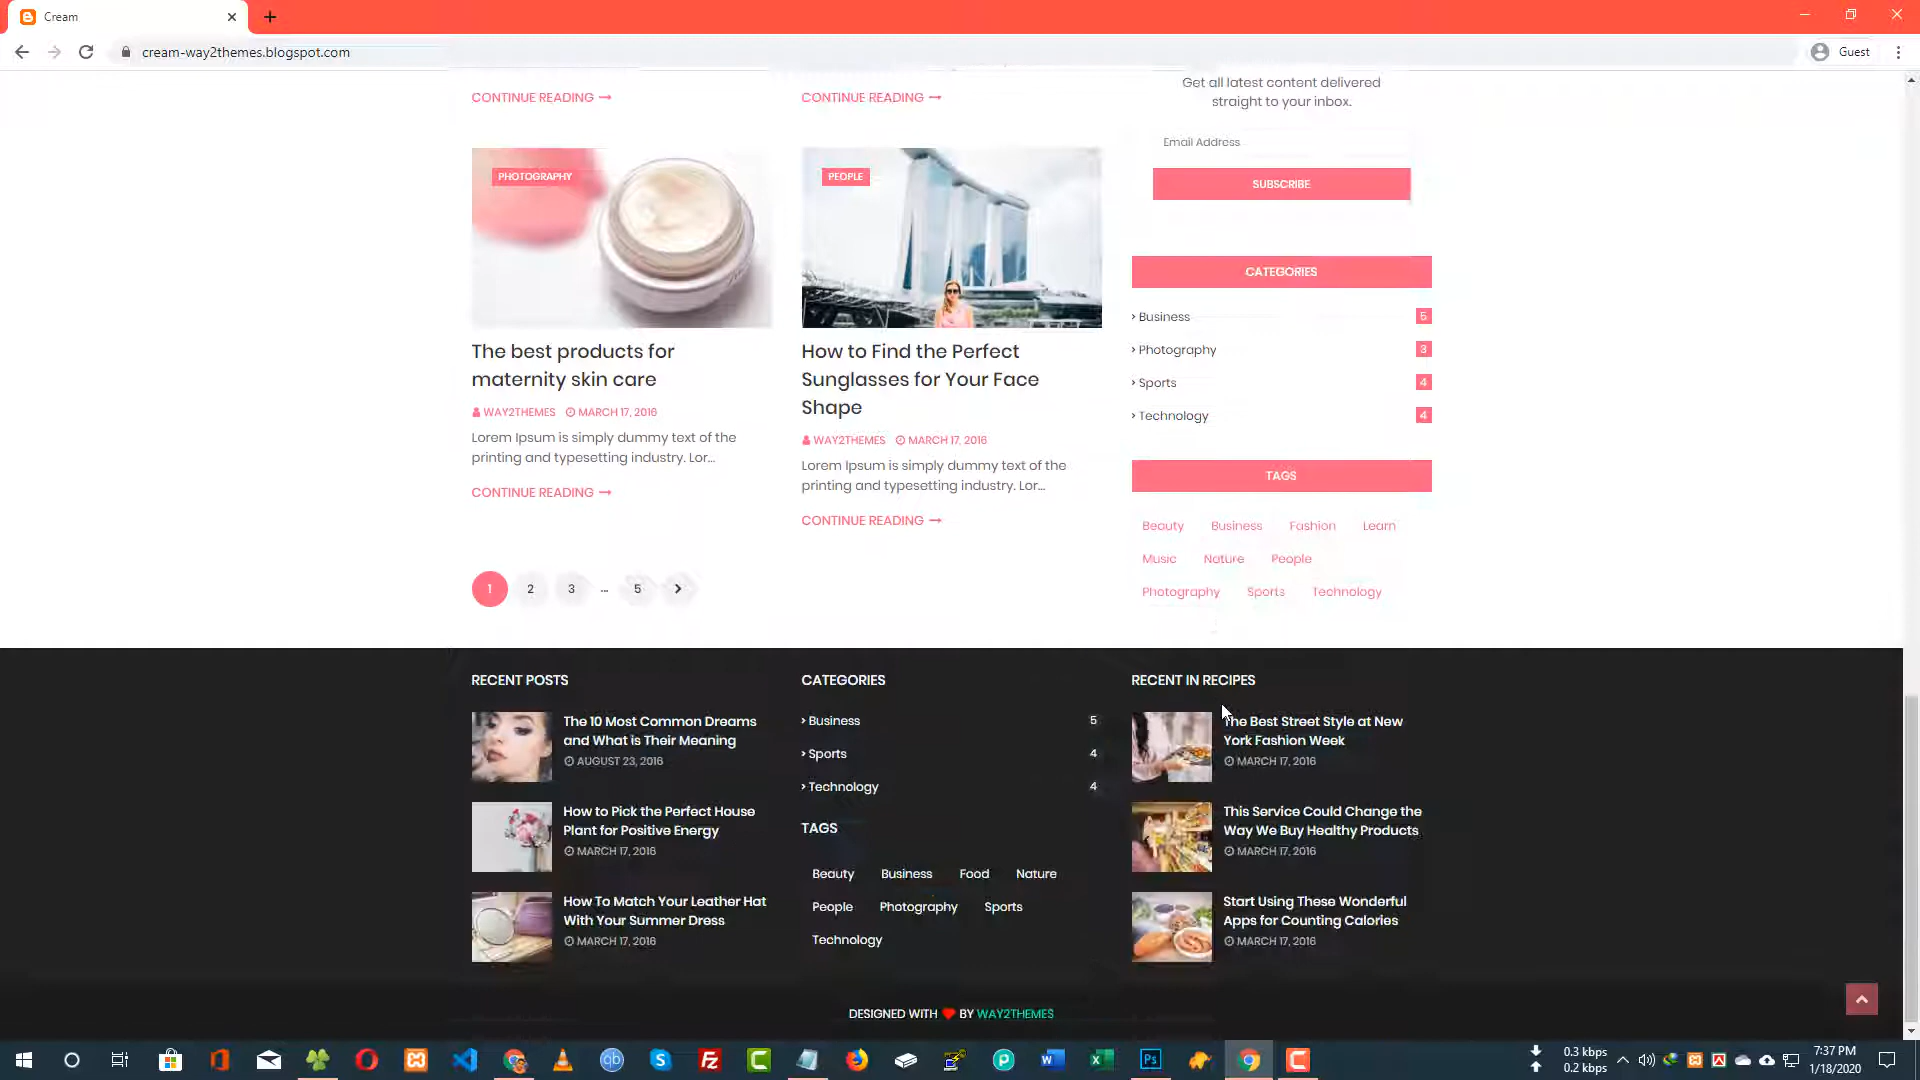 Cream
cream-way2themes.blogspot.com
Guest
CONTINUE READING
CONTINUE READING
PHOTOGRAPHY
The best products for
maternity skin care
WAY2THEMES MARCH 17, 2016
Lorem Ipsum is simply dummy text of the
printing and typesetting industry. Lor...
CONTINUE READING
PEOPLE
How to Find the Perfect
Sunglasses for Your Face
Shape
WAY2THEMES MARCH 17, 2016
Lorem Ipsum is simply dummy text of the
printing and typesetting industry. Lor...
CONTINUE READING
1 2 3 ... 5
Get all latest content delivered
straight to your inbox.
Email Address
SUBSCRIBE
CATEGORIES
Business 5
Photography 3
Sports 4
Technology 4
TAGS
Beauty Business Fashion Learn
Music Nature People
Photography Sports Technology
RECENT POSTS
The 10 Most Common Dreams
and What is Their Meaning
AUGUST 23, 2016
How to Pick the Perfect House
Plant for Positive Energy
MARCH 17, 2016
How To Match Your Leather Hat
With Your Summer Dress
MARCH 17, 2016
CATEGORIES
Business 5
Sports 4
Technology 4
TAGS
Beauty Business Food Nature
People Photography Sports
Technology
RECENT IN RECIPES
The Best Street Style at New
York Fashion Week
MARCH 17, 2016
This Service Could Change the
Way We Buy Healthy Products
MARCH 17, 2016
Start Using These Wonderful
Apps for Counting Calories
MARCH 17, 2016
DESIGNED WITH ❤ BY WAY2THEMES
0.3 kbps
0.2 kbps
7:37 PM
1/18/2020